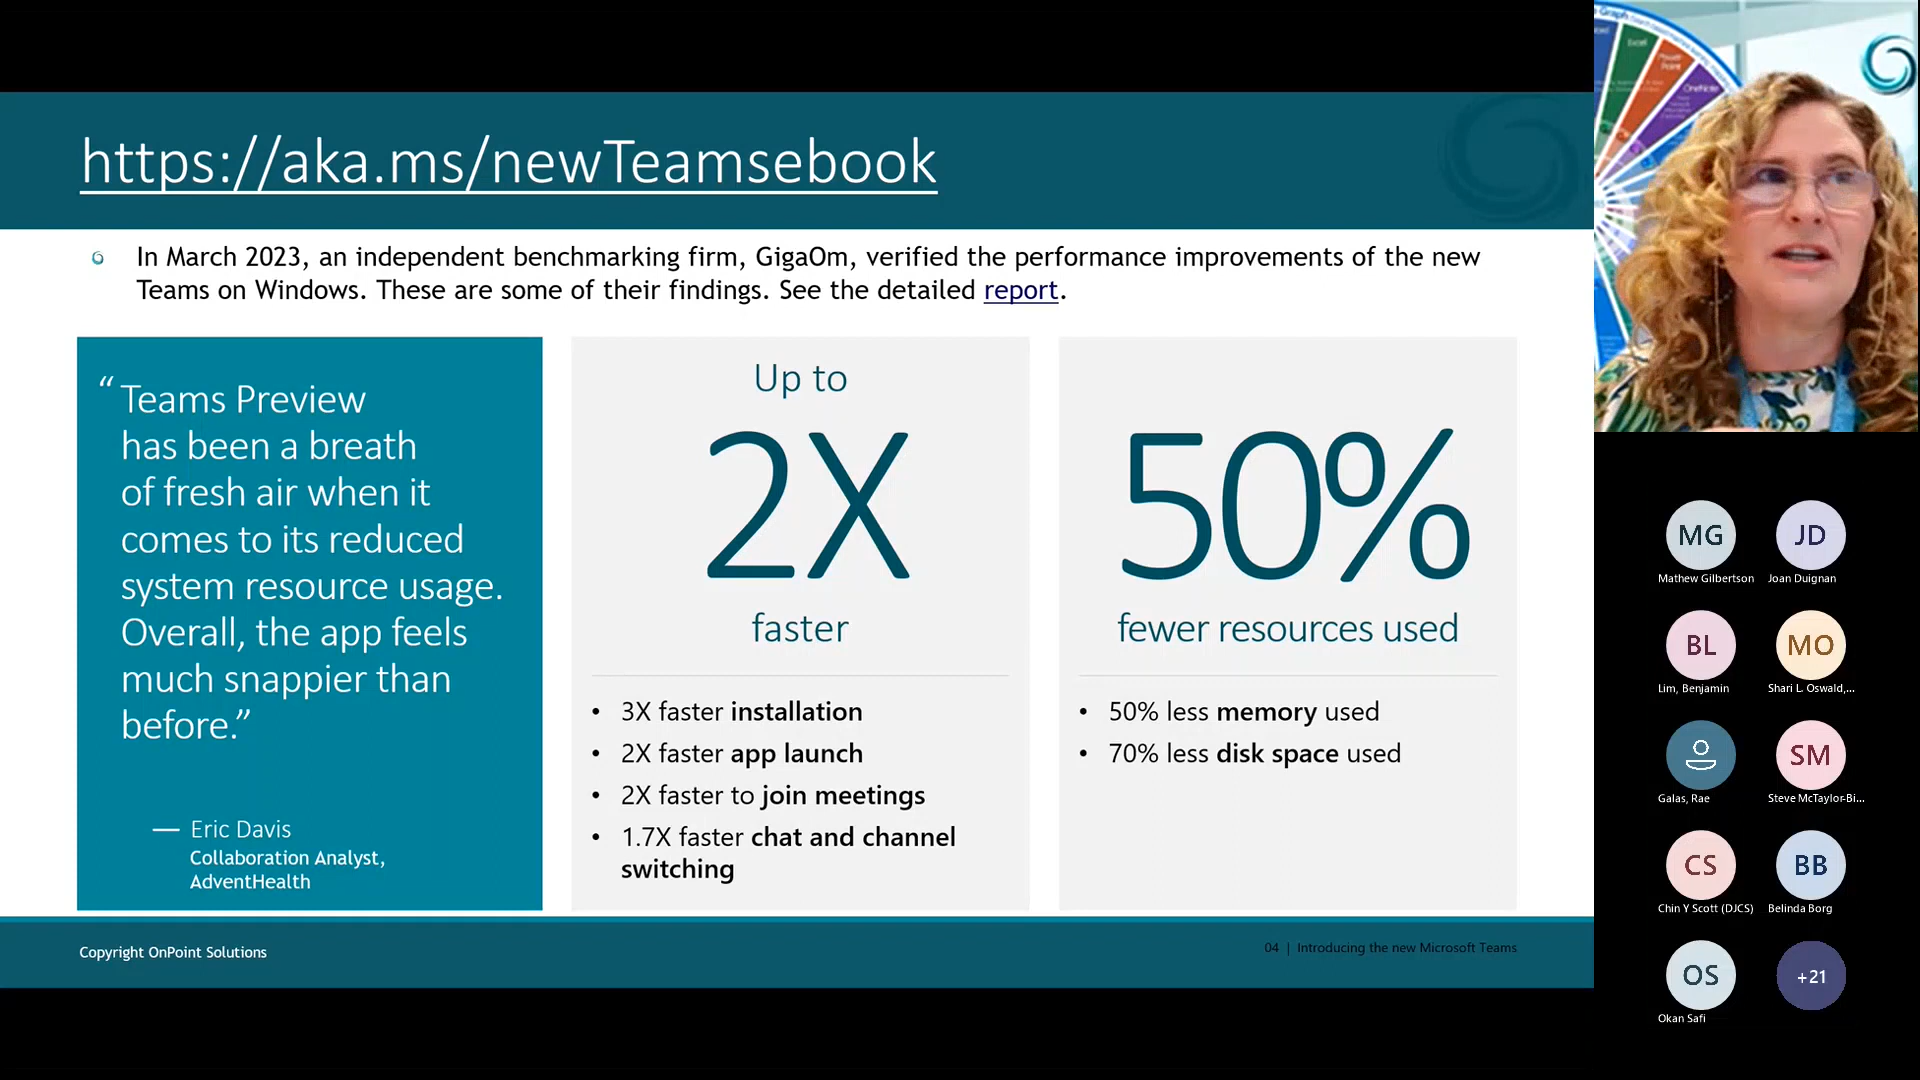 https://aka.ms/newTeamsebook
In March 2023, an independent benchmarking firm, GigaOm, verified the performance improvements of the new
Teams on Windows. These are some of their findings. See the detailed report.
“Teams Preview
has been a breath
of fresh air when it
comes to its reduced
system resource usage.
Overall, the app feels
much snappier than
before.”
— Eric Davis
Collaboration Analyst,
AdventHealth
Up to
2X
faster
• 3X faster installation
• 2X faster app launch
• 2X faster to join meetings
• 1.7X faster chat and channel
switching
50%
fewer resources used
• 50% less memory used
• 70% less disk space used
Copyright OnPoint Solutions
04 | Introducing the new Microsoft Teams
Graph
Excel
Power
Point
OneNote
MG
Mathew Gilbertson
JD
Joan Duignan
BL
Lim, Benjamin
MO
Shari L. Oswald,...
Galas, Rae
SM
Steve McTaylor-Bi...
CS
Chin Y Scott (DJCS)
BB
Belinda Borg
OS
Okan Safi
+21